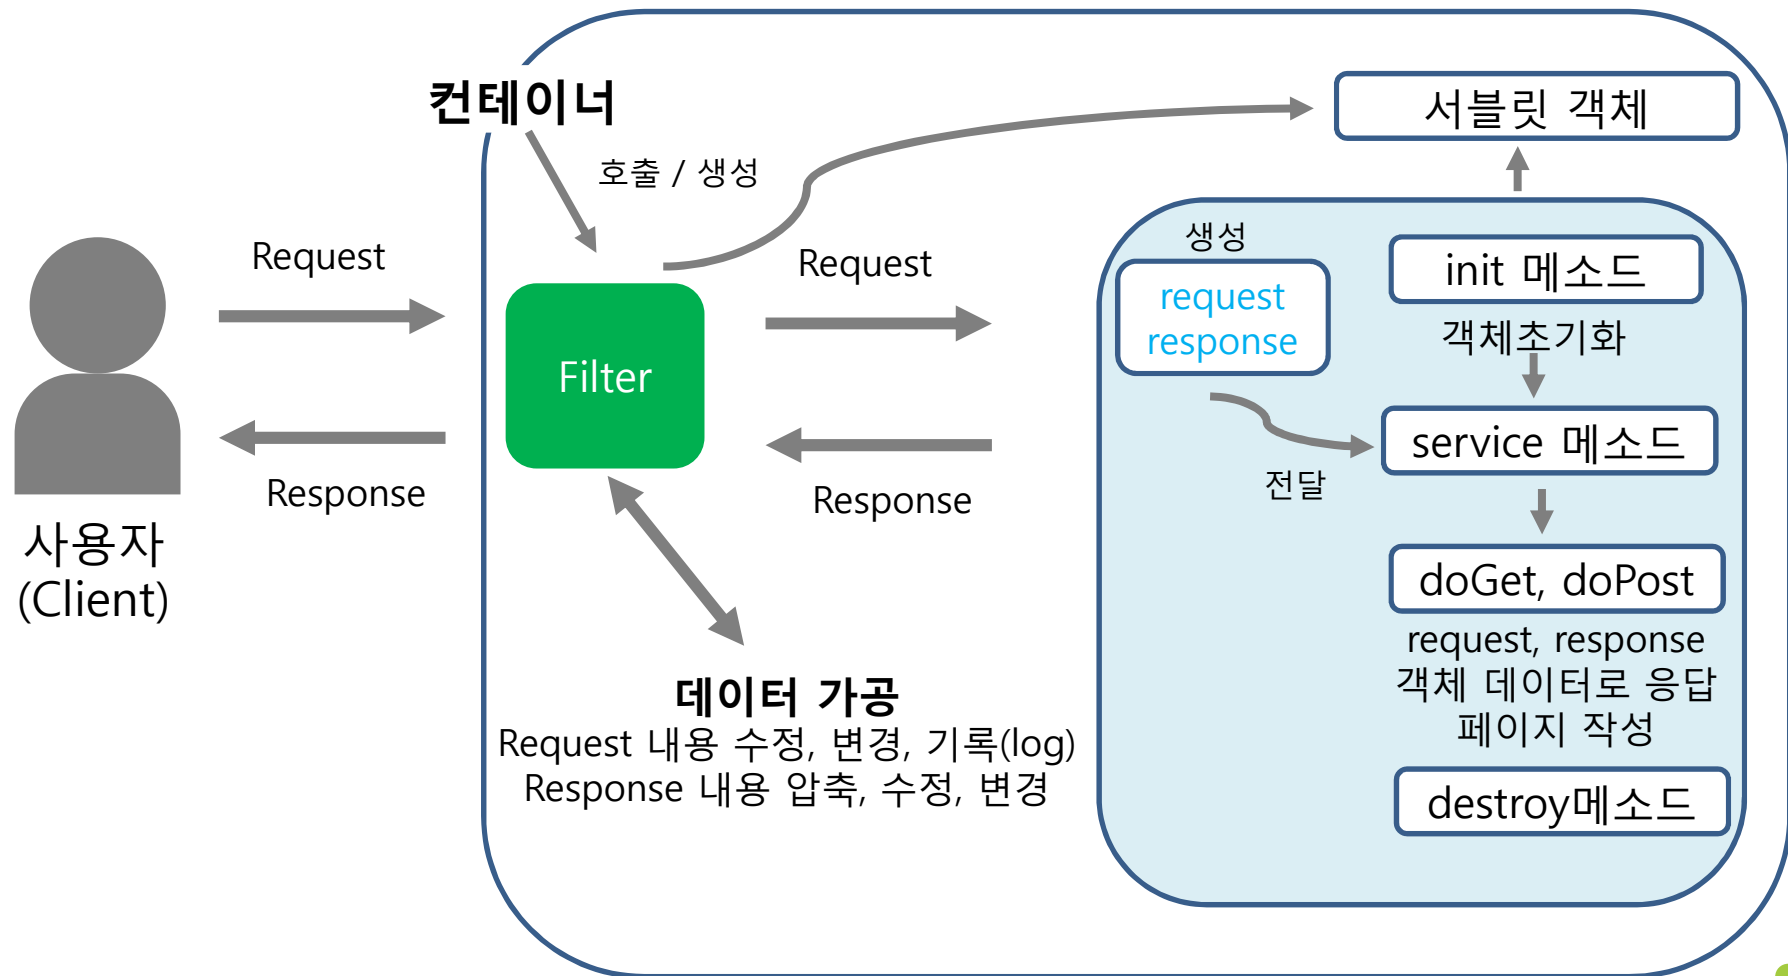 컨테이너
호출 / 생성
서블릿 객체
사용자
(Client)
Request
Response
Filter
Request
Response
데이터 가공
Request 내용 수정, 변경, 기록(log)
Response 내용 압축, 수정, 변경
생성
request
response
전달
init 메소드
객체초기화
service 메소드
doGet, doPost
request, response
객체 데이터로 응답
페이지 작성
destroy메소드